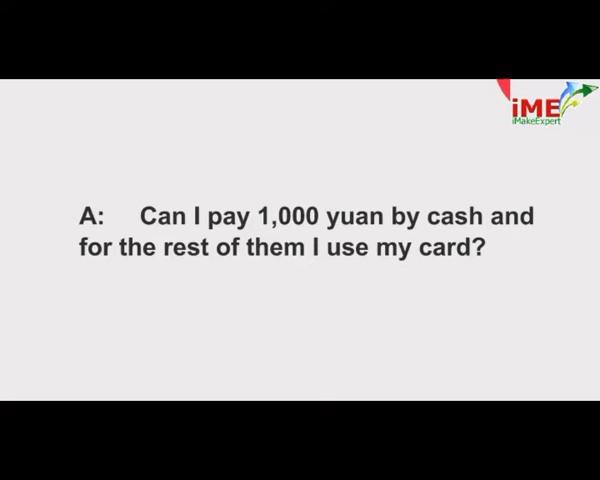 iME
iMakeExpert
A: Can I pay 1,000 yuan by cash and
for the rest of them I use my card?